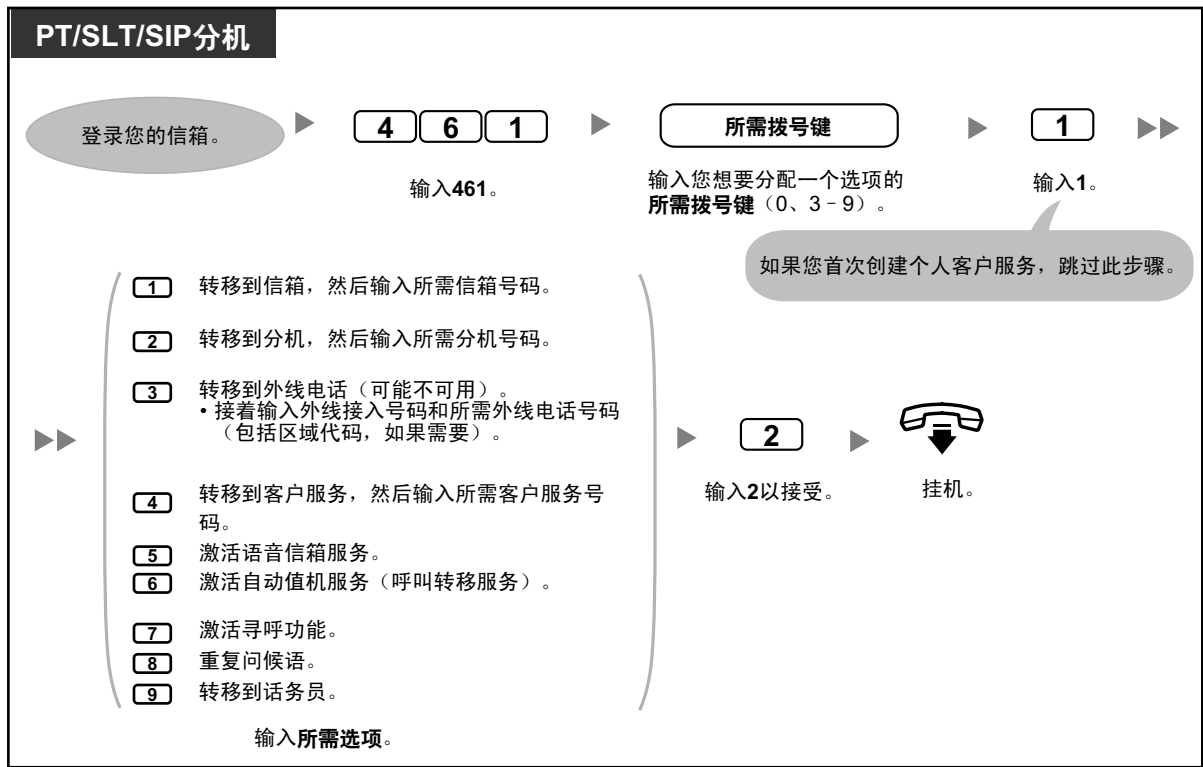 PT/SLT/SIP分机
登录您的信箱。
4 6 1
输入461。
所需拨号键
输入您想要分配一个选项的
所需拨号键（0、3–9）。
1
输入1。
如果您首次创建个人客户服务，跳过此步骤。
1 转移到信箱，然后输入所需信箱号码。
2 转移到分机，然后输入所需分机号码。
3 转移到外线电话（可能不可用）。
• 接着输入外线接入号码和所需外线电话号码
（包括区域代码，如果需要）。
4 转移到客户服务，然后输入所需客户服务号
码。
5 激活语音信箱服务。
6 激活自动值机服务（呼叫转移服务）。
7 激活寻呼功能。
8 重复问候语。
9 转移到话务员。
输入所需选项。
2
输入2以接受。
挂机。